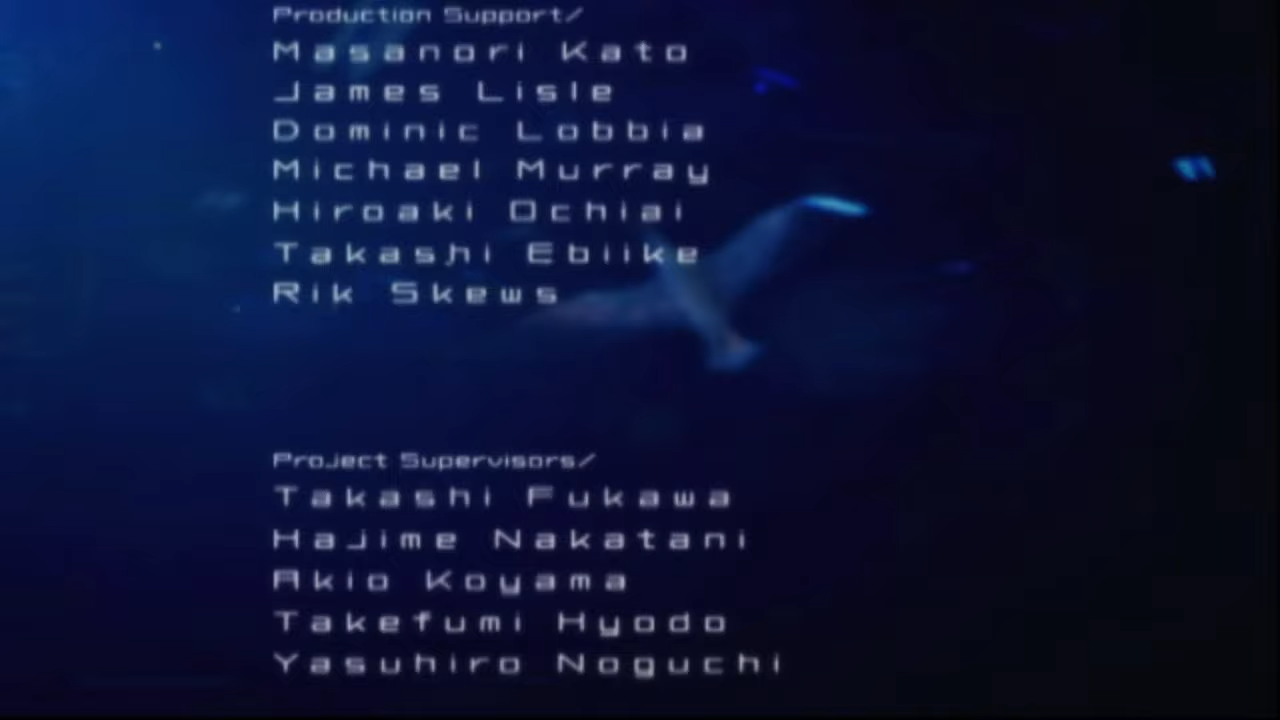 Production Support/
Masanori Kato
James Lisle
Dominic Lobbia
Michael Murray
Hiroaki Ochiai
Takashi Ebiike
Rik Skews
Project Supervisors/
Takashi Fukawa
Hajime Nakatani
Akio Koyama
Takefumi Hyodo
Yasuhiro Noguchi